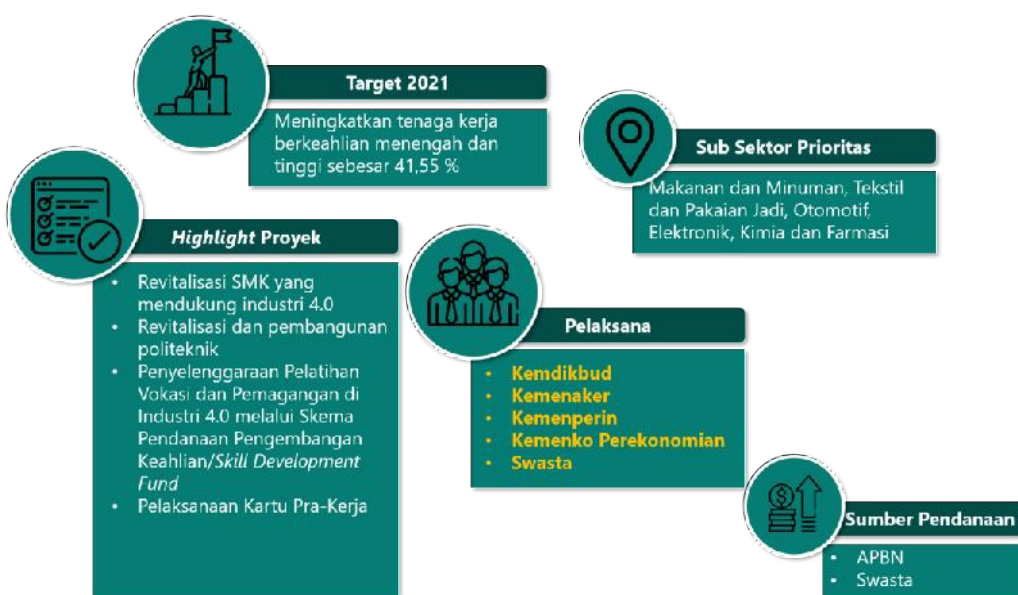 Target 2021
Meningkatkan tenaga kerja
berkeahlian menengah dan
tinggi sebesar 41,55 %
Sub Sektor Prioritas
Makanan dan Minuman, Tekstil
dan Pakaian Jadi, Otomotif,
Elektronik, Kimia dan Farmasi
Highlight Proyek
• Revitalisasi SMK yang
mendukung industri 4.0
• Revitalisasi dan pembangunan
politeknik
• Penyelenggaraan Pelatihan
Vokasi dan Pemagangan di
Industri 4.0 melalui Skema
Pendanaan Pengembangan
Keahlian/Skill Development
Fund
• Pelaksanaan Kartu Pra-Kerja
Pelaksana
• Kemdikbud
• Kemenaker
• Kemenperin
• Kemenko Perekonomian
• Swasta
Sumber Pendanaan
• APBN
• Swasta